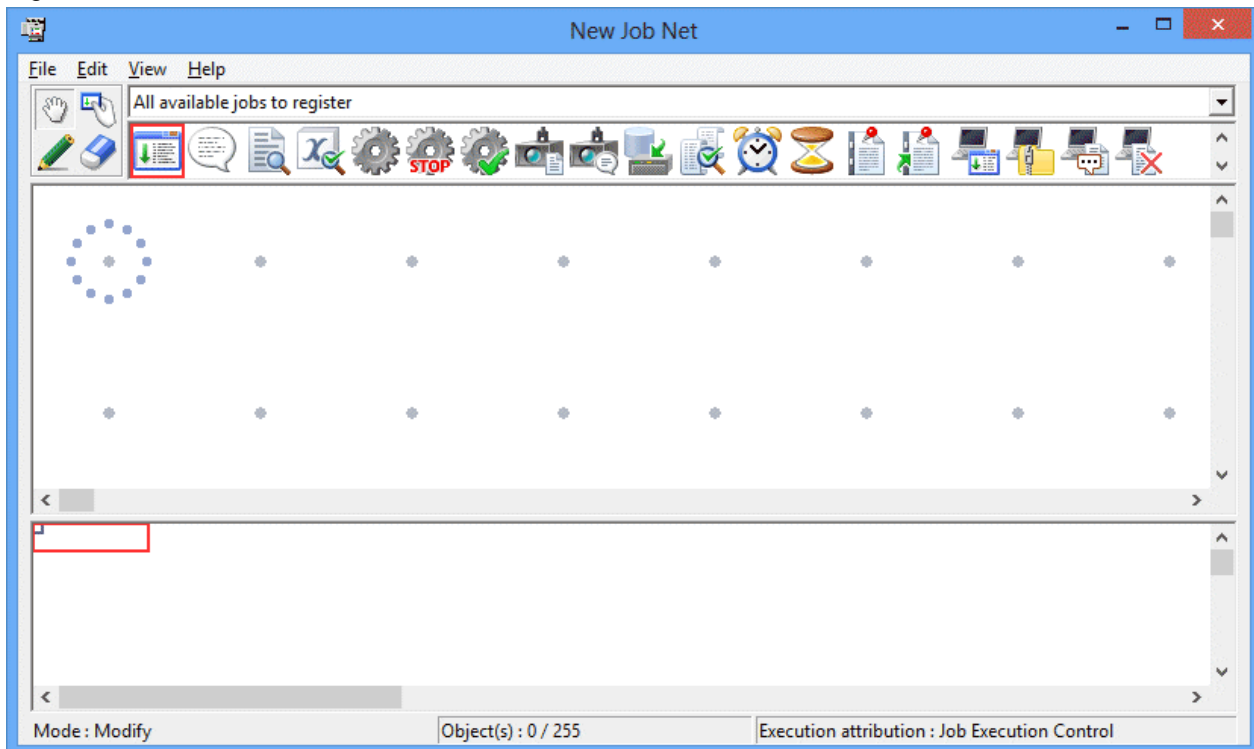 New Job Net
File Edit View Help
All available jobs to register
STOP
Mode : Modify
Object(s) : 0 / 255
Execution attribution : Job Execution Control